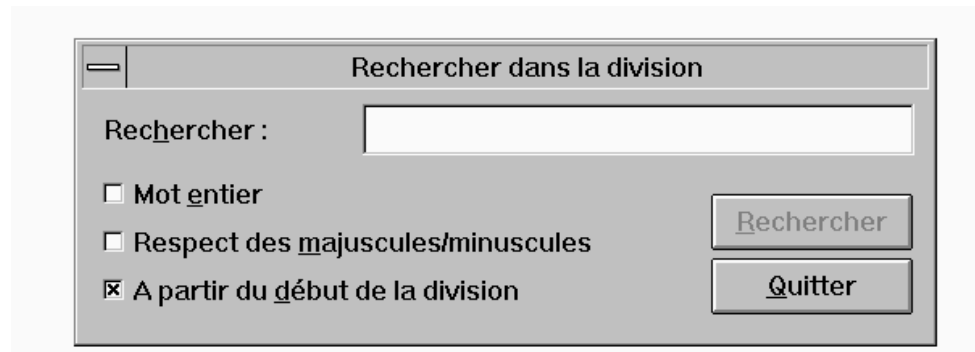 Rechercher dans la division
Rechercher :
Mot entier
Respect des majuscules/minuscules
A partir du début de la division
Rechercher
Quitter